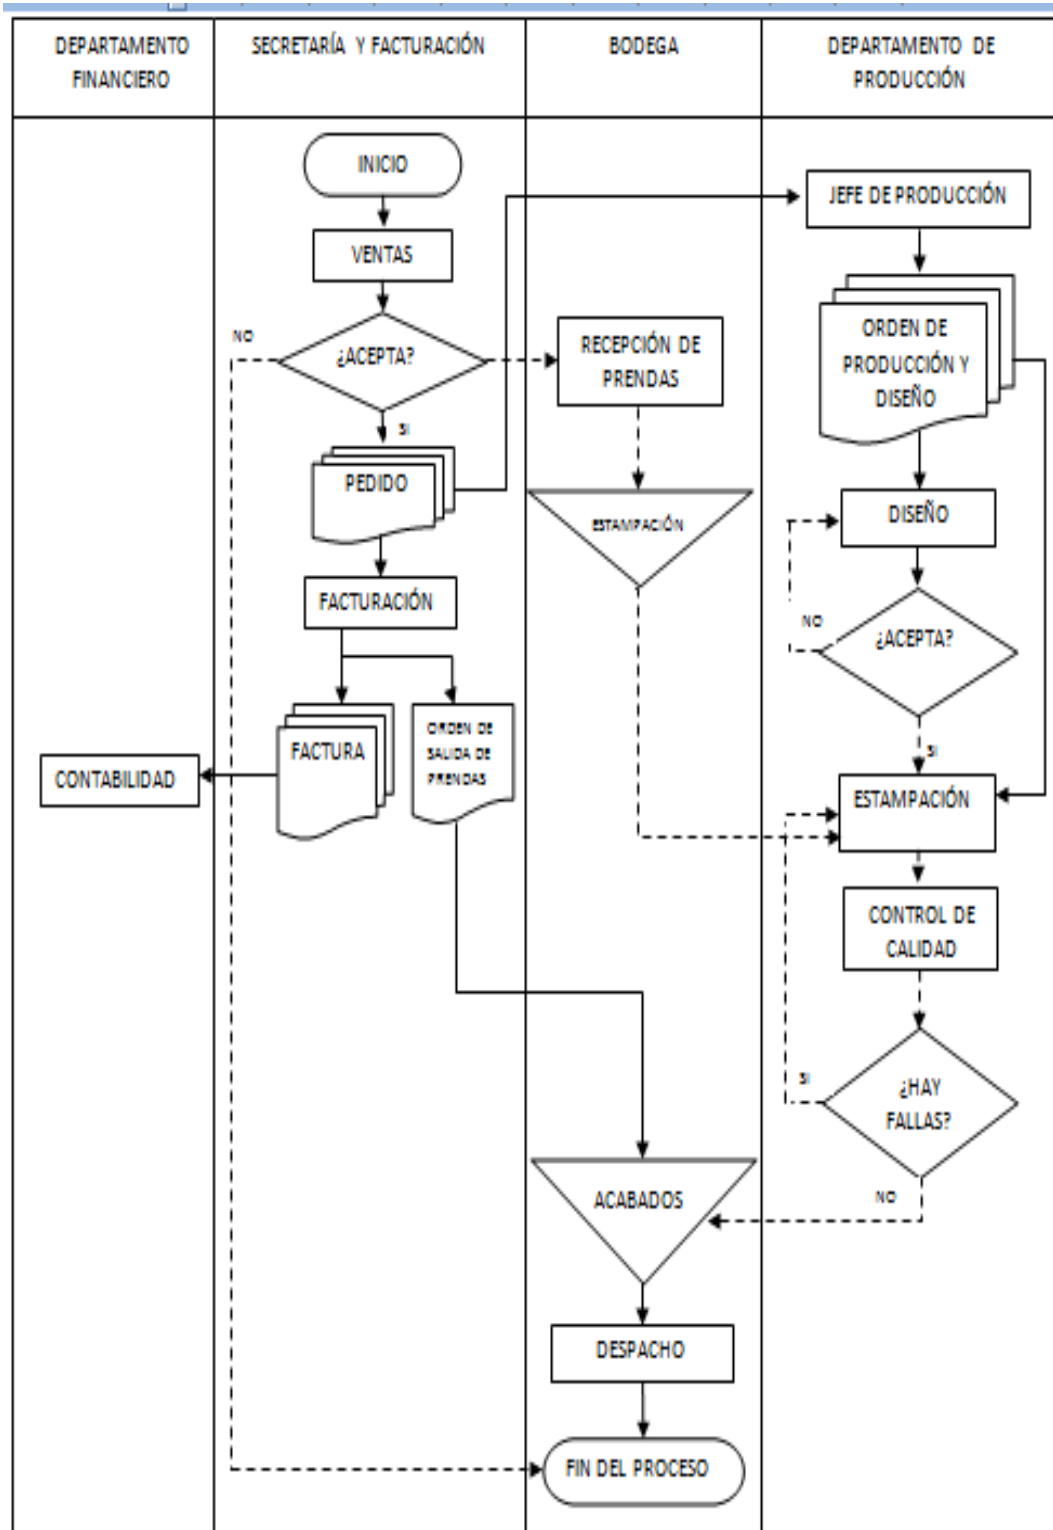 DEPARTAMENTO
FINANCIERO
SECRETARÍA Y FACTURACIÓN
BODEGA
DEPARTAMENTO DE
PRODUCCIÓN
INICIO
VENTAS
¿ACEPTA?
NO
SI
PEDIDO
FACTURACIÓN
FACTURA
ORDEN DE
SALIDA DE
PRENDAS
CONTABILIDAD
RECEPCIÓN DE
PRENDAS
ESTAMPACIÓN
ACABADOS
DESPACHO
FIN DEL PROCESO
JEFE DE PRODUCCIÓN
ORDEN DE
PRODUCCIÓN Y
DISEÑO
DISEÑO
¿ACEPTA?
NO
SI
ESTAMPACIÓN
CONTROL DE
CALIDAD
¿HAY
FALLAS?
SI
NO